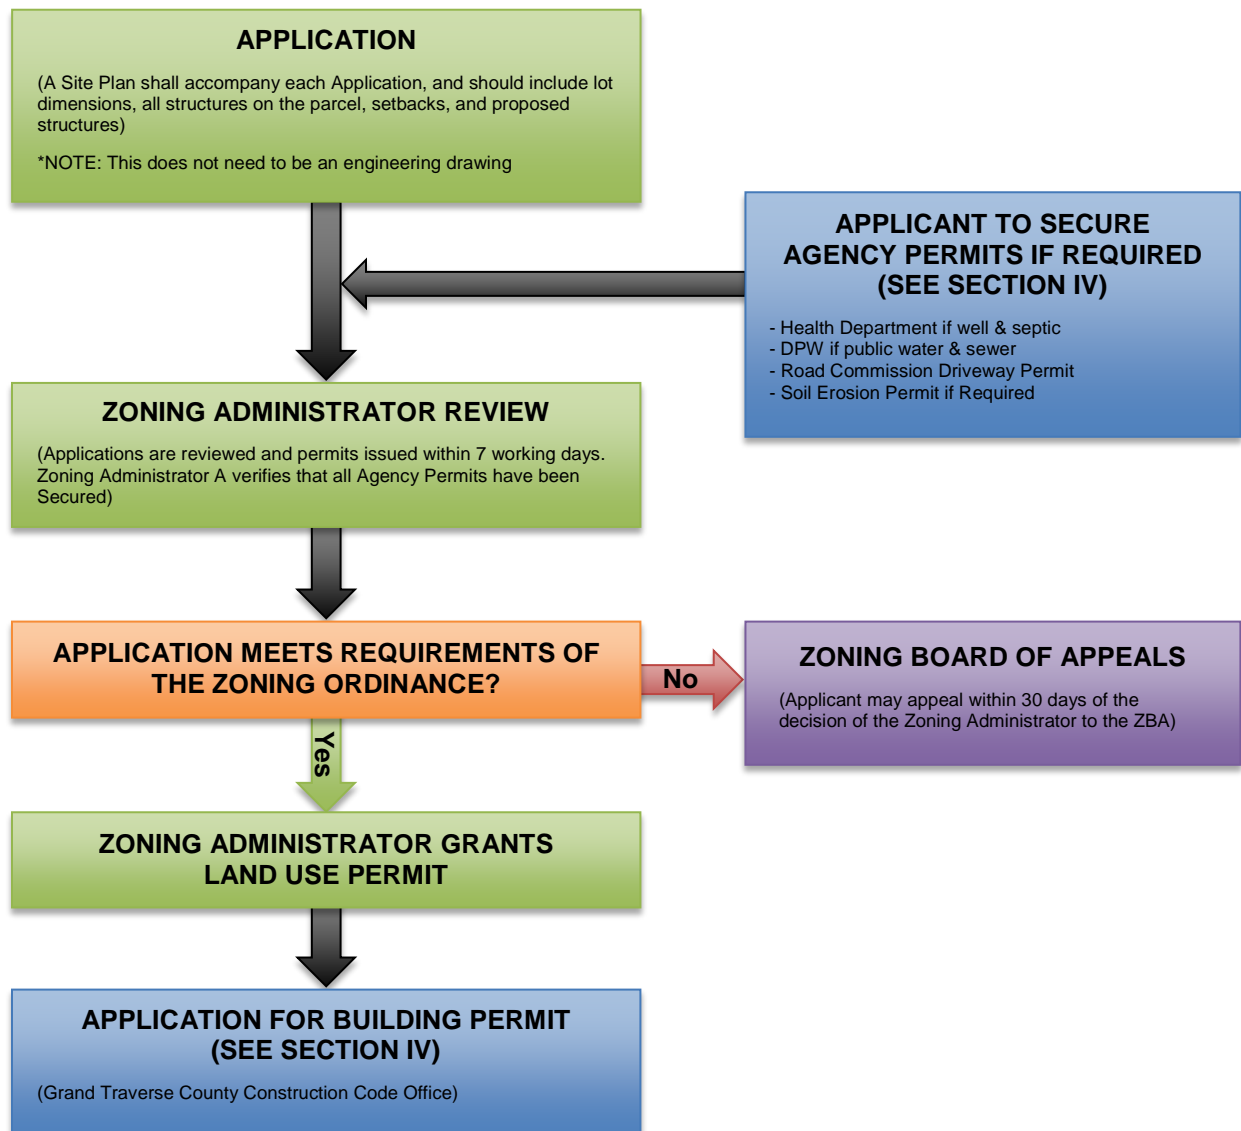 APPLICATION
(A Site Plan shall accompany each Application, and should include lot
dimensions, all structures on the parcel, setbacks, and proposed
structures)
*NOTE: This does not need to be an engineering drawing
APPLICANT TO SECURE
AGENCY PERMITS IF REQUIRED
(SEE SECTION IV)
- Health Department if well & septic
- DPW if public water & sewer
- Road Commission Driveway Permit
- Soil Erosion Permit if Required
ZONING ADMINISTRATOR REVIEW
(Applications are reviewed and permits issued within 7 working days.
Zoning Administrator A verifies that all Agency Permits have been
Secured)
APPLICATION MEETS REQUIREMENTS OF
THE ZONING ORDINANCE?
No
ZONING BOARD OF APPEALS
(Applicant may appeal within 30 days of the
decision of the Zoning Administrator to the ZBA)
Yes
ZONING ADMINISTRATOR GRANTS
LAND USE PERMIT
APPLICATION FOR BUILDING PERMIT
(SEE SECTION IV)
(Grand Traverse County Construction Code Office)